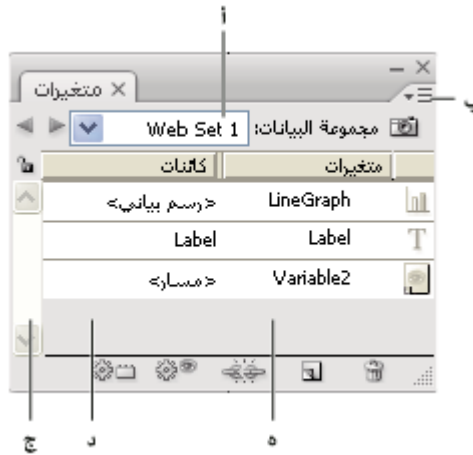 أ
متغيرات
ب
مجموعة البيانات: Web Set 1
متغيرات كائنات
LineGraph <رسم بياني>
Label Label
Variable2 <مسار>
ه د ج